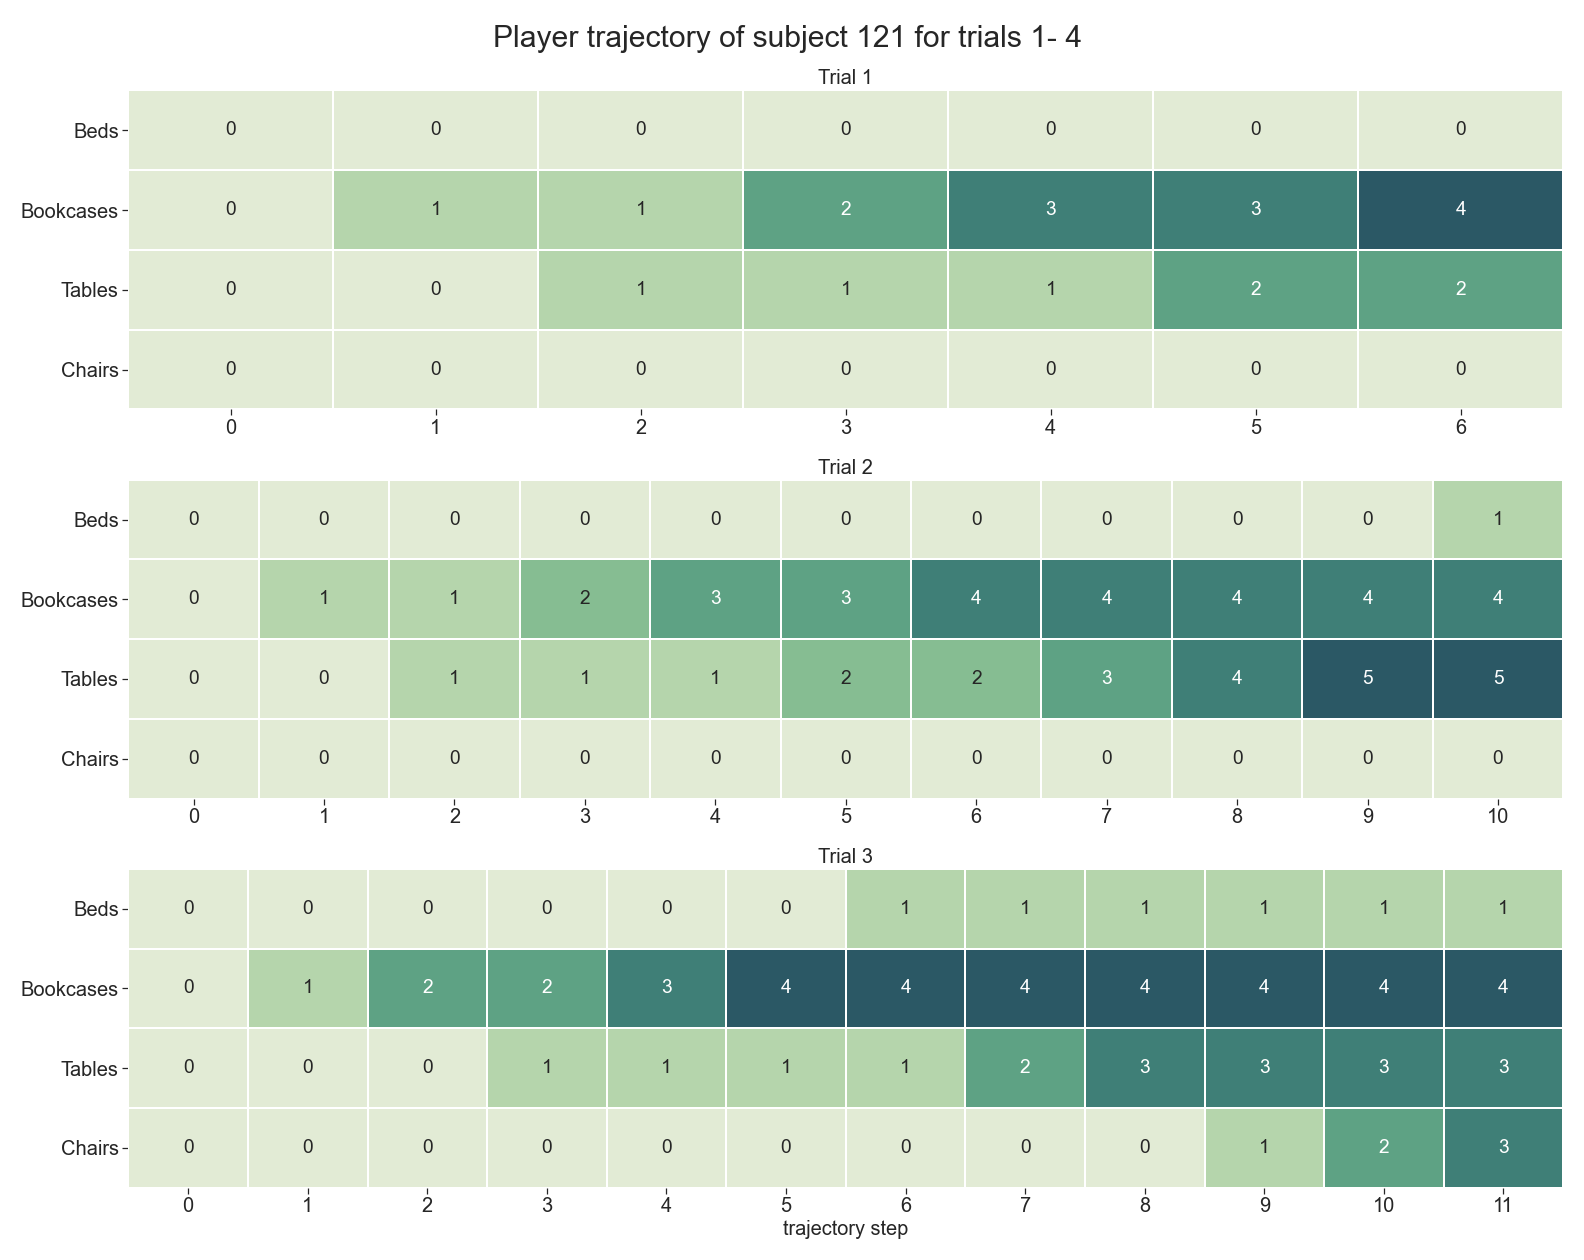 Player trajectory of subject 121 for trials 1- 4
Trial 1
Beds 0 0 0 0 0 0 0
Bookcases 0 1 1 2 3 3 4
Tables 0 0 1 1 1 2 2
Chairs 0 0 0 0 0 0 0
0 1 2 3 4 5 6
Trial 2
Beds 0 0 0 0 0 0 0 0 0 0 1
Bookcases 0 1 1 2 3 3 4 4 4 4 4
Tables 0 0 1 1 1 2 2 3 4 5 5
Chairs 0 0 0 0 0 0 0 0 0 0 0
0 1 2 3 4 5 6 7 8 9 10
Trial 3
Beds 0 0 0 0 0 0 1 1 1 1 1 1
Bookcases 0 1 2 2 3 4 4 4 4 4 4 4
Tables 0 0 0 1 1 1 1 2 3 3 3 3
Chairs 0 0 0 0 0 0 0 0 0 1 2 3
0 1 2 3 4 5 6 7 8 9 10 11
trajectory step